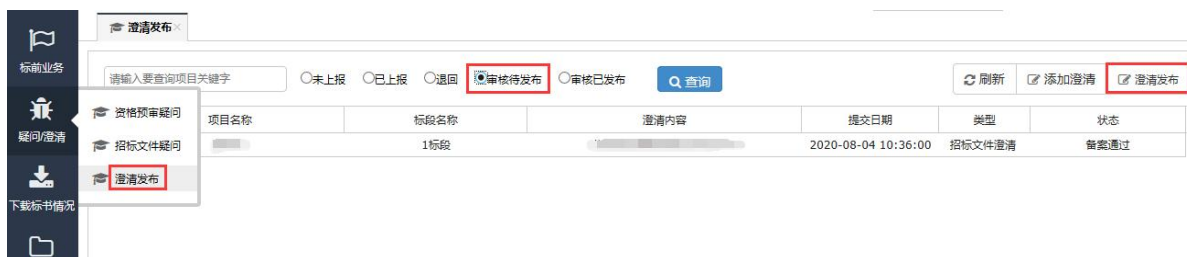 澄清发布
标前业务
请输入要查询项目关键字 未上报 已上报 退回 审核待发布 审核已发布 查询 刷新 添加澄清 澄清发布
疑问/澄清
资格预审疑问
招标文件疑问
澄清发布
项目名称 标段名称 澄清内容 提交日期 类型 状态
1标段 2020-08-04 10:36:00 招标文件澄清 备案通过
下载标书情况